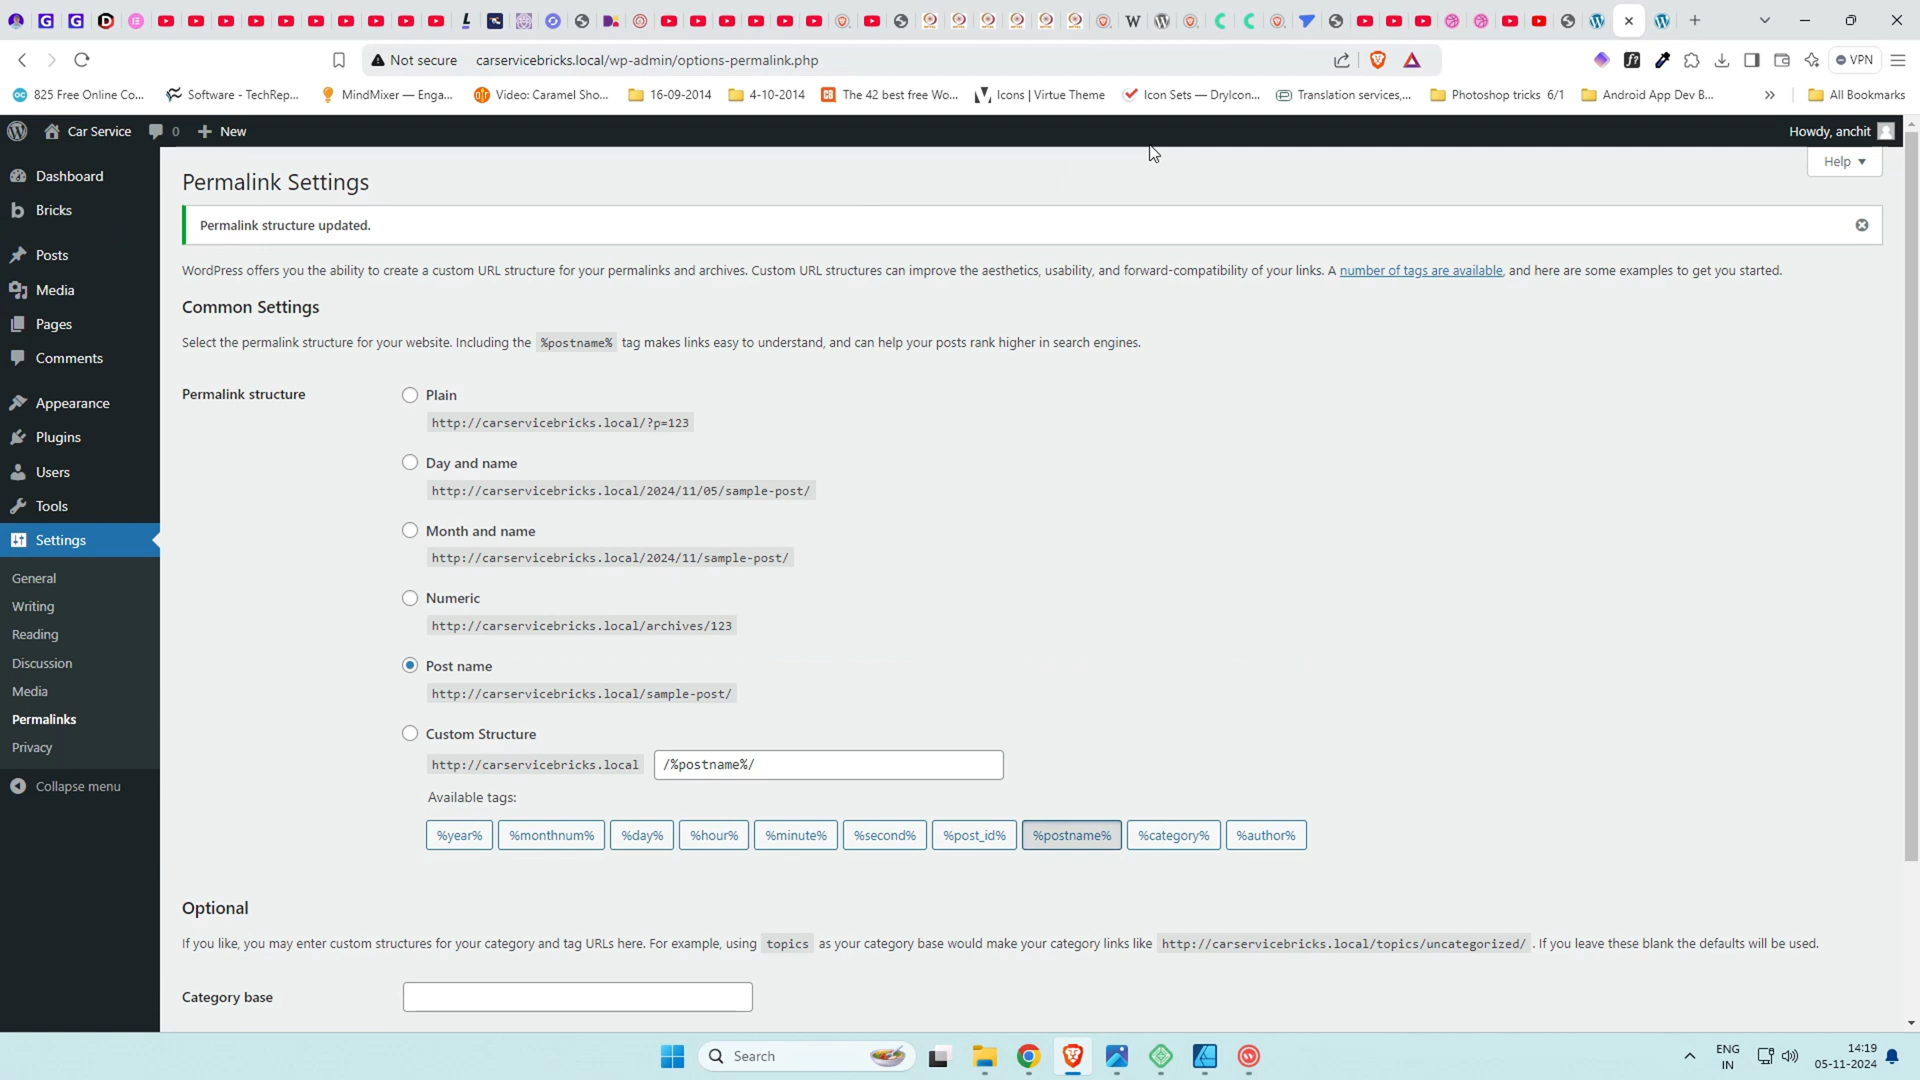 Not secure carservicebricks.local/wp-admin/options-permalink.php
VPN
825 Free Online Co... Software - TechRep... MindMixer — Enga... Video: Caramel Sho... 16-09-2014 4-10-2014 The 42 best free Wo... Icons | Virtue Theme Icon Sets — DryIcon... Translation services,... Photoshop tricks 6/1 Android App Dev B... » All Bookmarks
Car Service 0 + New Howdy, anchit
Help
Dashboard
Bricks
Posts
Media
Pages
Comments
Appearance
Plugins
Users
Tools
Settings
General
Writing
Reading
Discussion
Media
Permalinks
Privacy
Collapse menu
Permalink Settings
Permalink structure updated.
WordPress offers you the ability to create a custom URL structure for your permalinks and archives. Custom URL structures can improve the aesthetics, usability, and forward-compatibility of your links. A number of tags are available, and here are some examples to get you started.
Common Settings
Select the permalink structure for your website. Including the %postname% tag makes links easy to understand, and can help your posts rank higher in search engines.
Permalink structure
Plain
http://carservicebricks.local/?p=123
Day and name
http://carservicebricks.local/2024/11/05/sample-post/
Month and name
http://carservicebricks.local/2024/11/sample-post/
Numeric
http://carservicebricks.local/archives/123
Post name
http://carservicebricks.local/sample-post/
Custom Structure
http://carservicebricks.local /%postname%/
Available tags:
%year% %monthnum% %day% %hour% %minute% %second% %post_id% %postname% %category% %author%
Optional
If you like, you may enter custom structures for your category and tag URLs here. For example, using topics as your category base would make your category links like http://carservicebricks.local/topics/uncategorized/ . If you leave these blank the defaults will be used.
Category base
Search
ENG
IN
14:19
05-11-2024